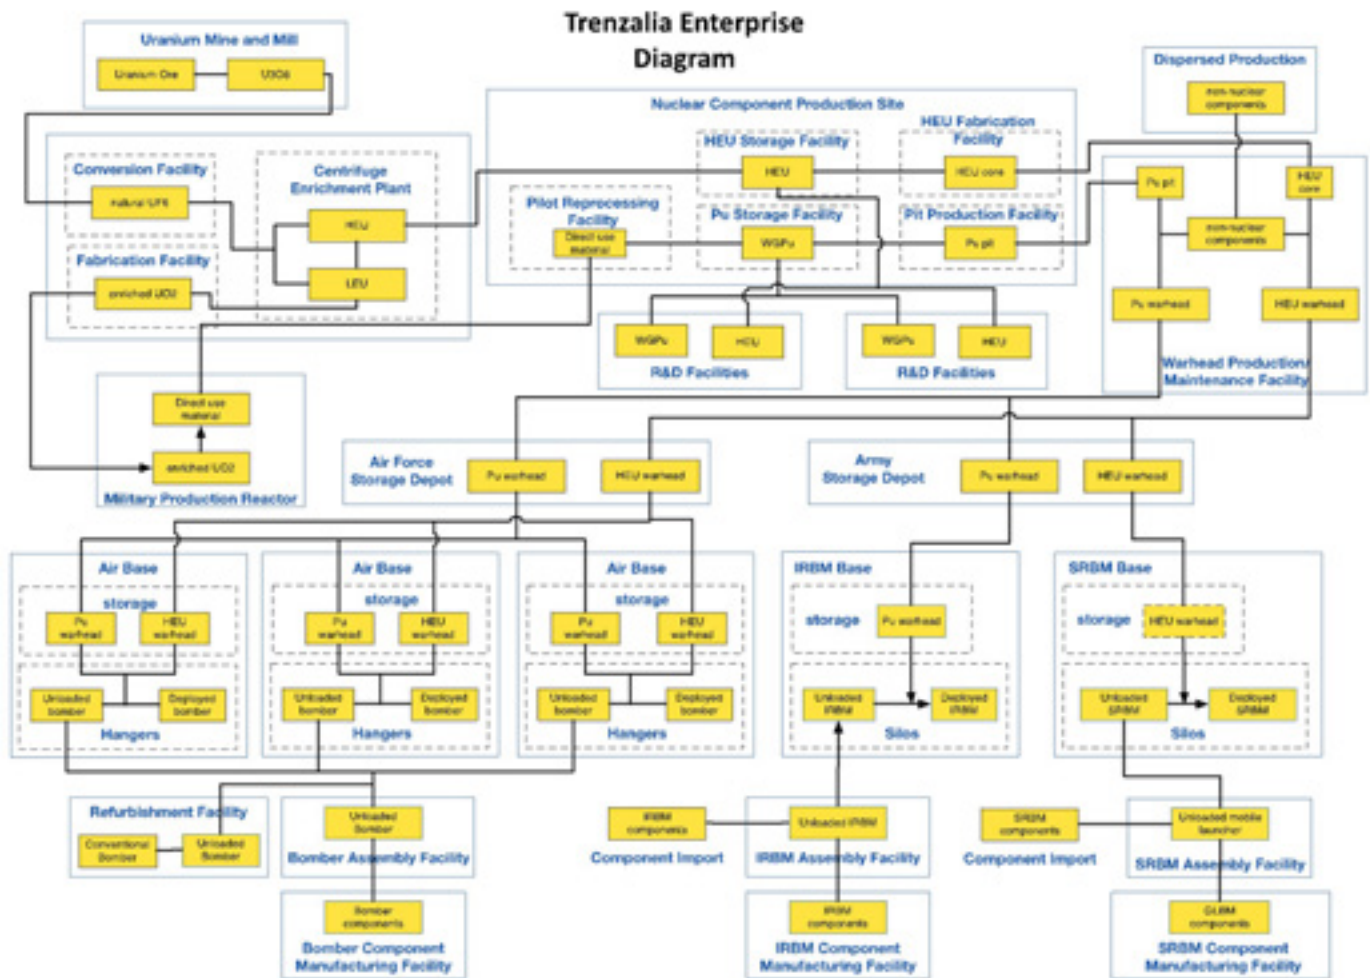 Trenzalia Enterprise
Diagram
Uranium Mine and Mill
Uranium Ore
U3O8
Dispersed Production
non-nuclear
components
Nuclear Component Production Site
HEU Storage Facility
HEU
HEU Fabrication
Facility
HEU core
Conversion Facility
natural UF6
Centrifuge
Enrichment Plant
HEU
LEU
Fabrication Facility
enriched UO2
Pilot Reprocessing
Facility
Direct use
material
Pu Storage Facility
WGPu
Pit Production Facility
Pu pit
Pu pit
HEU
core
non-nuclear
components
Pu warhead
HEU warhead
Warhead Production/
Maintenance Facility
WGPu
HEU
R&D Facilities
WGPu
HEU
R&D Facilities
Direct use
material
enriched UO2
Military Production Reactor
Air Force
Storage Depot
Pu warhead
HEU warhead
Army
Storage Depot
Pu warhead
HEU warhead
Air Base
storage
Pu
warhead
HEU
warhead
Unloaded
bomber
Deployed
bomber
Hangers
Air Base
storage
Pu
warhead
HEU
warhead
Unloaded
bomber
Deployed
bomber
Hangers
Air Base
storage
Pu
warhead
HEU
warhead
Unloaded
bomber
Deployed
bomber
Hangers
IRBM Base
storage
Pu warhead
Unloaded
IRBM
Deployed
IRBM
Silos
SRBM Base
storage
HEU warhead
Unloaded
SRBM
Deployed
SRBM
Silos
Refurbishment Facility
Conventional
Bomber
Unloaded
Bomber
Unloaded
Bomber
Bomber Assembly Facility
Bomber
components
Bomber Component
Manufacturing Facility
IRBM
components
Component Import
Unloaded IRBM
IRBM Assembly Facility
IRBM
components
IRBM Component
Manufacturing Facility
SRBM
components
Component Import
Unloaded mobile
launcher
SRBM Assembly Facility
GLBM
components
SRBM Component
Manufacturing Facility